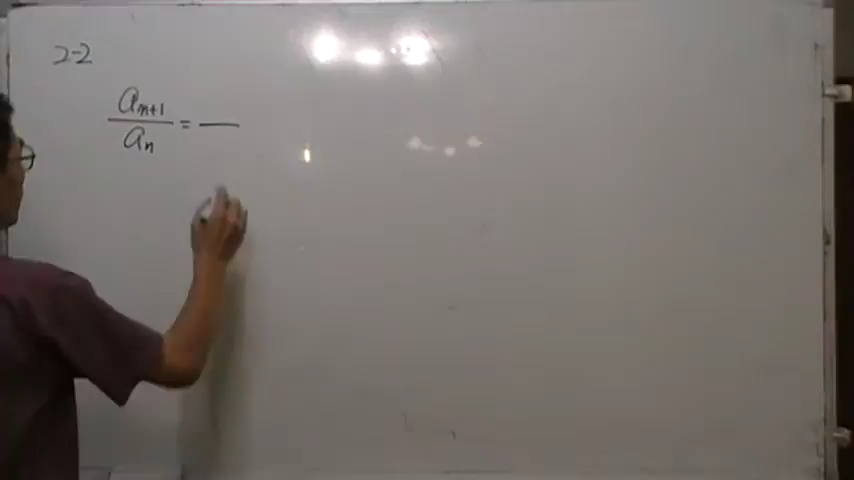 2-2
a_{n+1}/a_n = —